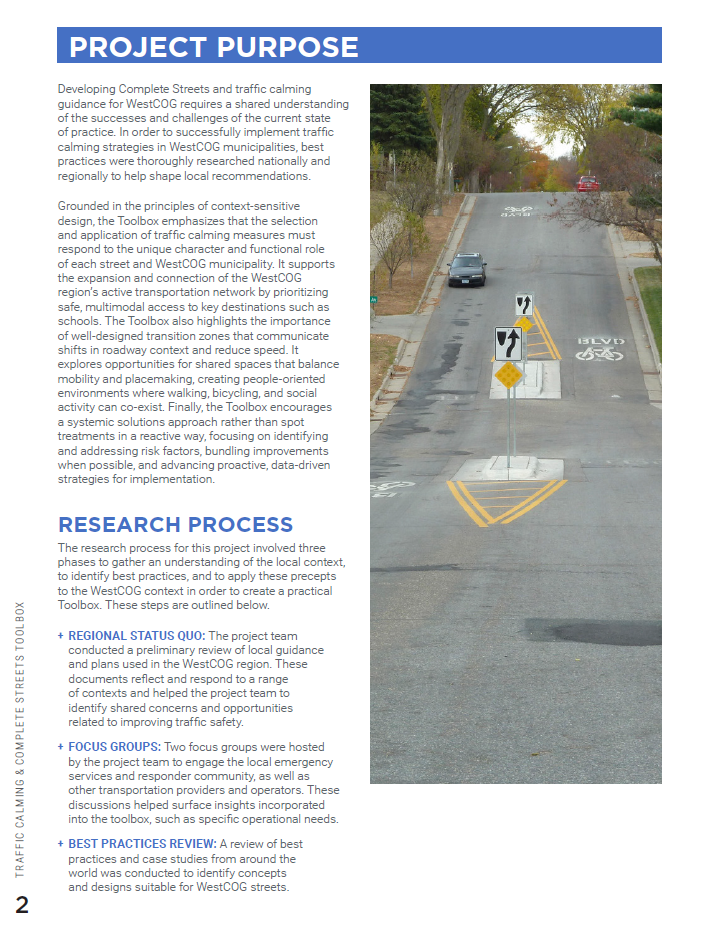 PROJECT PURPOSE
Developing Complete Streets and traffic calming
guidance for WestCOG requires a shared understanding
of the successes and challenges of the current state
of practice. In order to successfully implement traffic
calming strategies in WestCOG municipalities, best
practices were thoroughly researched nationally and
regionally to help shape local recommendations.
Grounded in the principles of context-sensitive
design, the Toolbox emphasizes that the selection
and application of traffic calming measures must
respond to the unique character and functional role
of each street and WestCOG municipality. It supports
the expansion and connection of the WestCOG
region's active transportation network by prioritizing
safe, multimodal access to key destinations such as
schools. The Toolbox also highlights the importance
of well-designed transition zones that communicate
shifts in roadway context and reduce speed. It
explores opportunities for shared spaces that balance
mobility and placemaking, creating people-oriented
environments where walking, bicycling, and social
activity can co-exist. Finally, the Toolbox encourages
a systemic solutions approach rather than spot
treatments in a reactive way, focusing on identifying
and addressing risk factors, bundling improvements
when possible, and advancing proactive, data-driven
strategies for implementation.
RESEARCH PROCESS
The research process for this project involved three
phases to gather an understanding of the local context,
to identify best practices, and to apply these precepts
to the WestCOG context in order to create a practical
Toolbox. These steps are outlined below.
+ REGIONAL STATUS QUO: The project team
conducted a preliminary review of local guidance
and plans used in the WestCOG region. These
documents reflect and respond to a range
of contexts and helped the project team to
identify shared concerns and opportunities
related to improving traffic safety.
+ FOCUS GROUPS: Two focus groups were hosted
by the project team to engage the local emergency
services and responder community, as well as
other transportation providers and operators. These
discussions helped surface insights incorporated
into the toolbox, such as specific operational needs.
+ BEST PRACTICES REVIEW: A review of best
practices and case studies from around the
world was conducted to identify concepts
and designs suitable for WestCOG streets.
BLVD
TRAFFIC CALMING & COMPLETE STREETS TOOLBOX
2